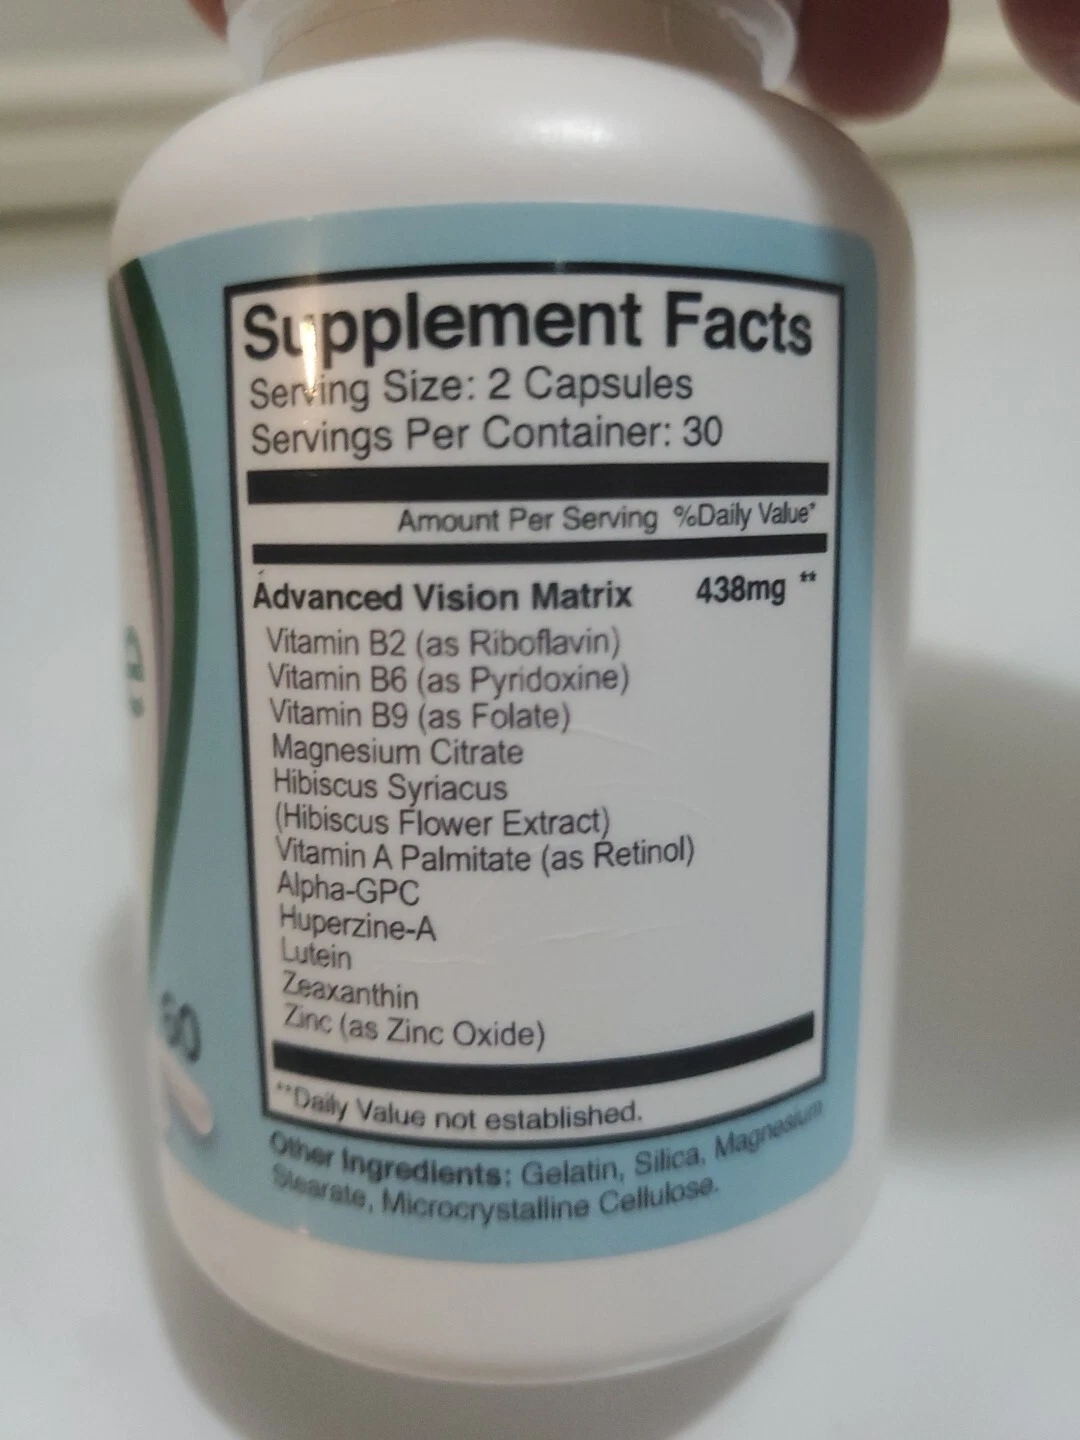 Supplement Facts
Serving Size: 2 Capsules
Servings Per Container: 30
Amount Per Serving %Daily Value*
Advanced Vision Matrix 438mg **
Vitamin B2 (as Riboflavin)
Vitamin B6 (as Pyridoxine)
Vitamin B9 (as Folate)
Magnesium Citrate
Hibiscus Syriacus
(Hibiscus Flower Extract)
Vitamin A Palmitate (as Retinol)
Alpha-GPC
Huperzine-A
Lutein
Zeaxanthin
Zinc (as Zinc Oxide)
**Daily Value not established.
Other Ingredients: Gelatin, Silica, Magnesium
Stearate, Microcrystalline Cellulose.
60